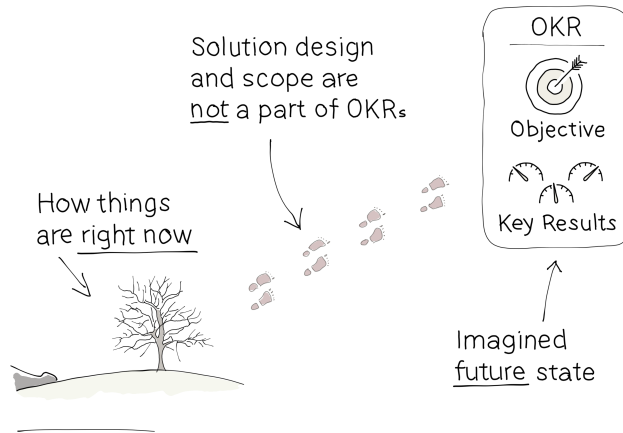 OKR
Objective
Key Results
Solution design
and scope are
not a part of OKRs
How things
are right now
Imagined
future state